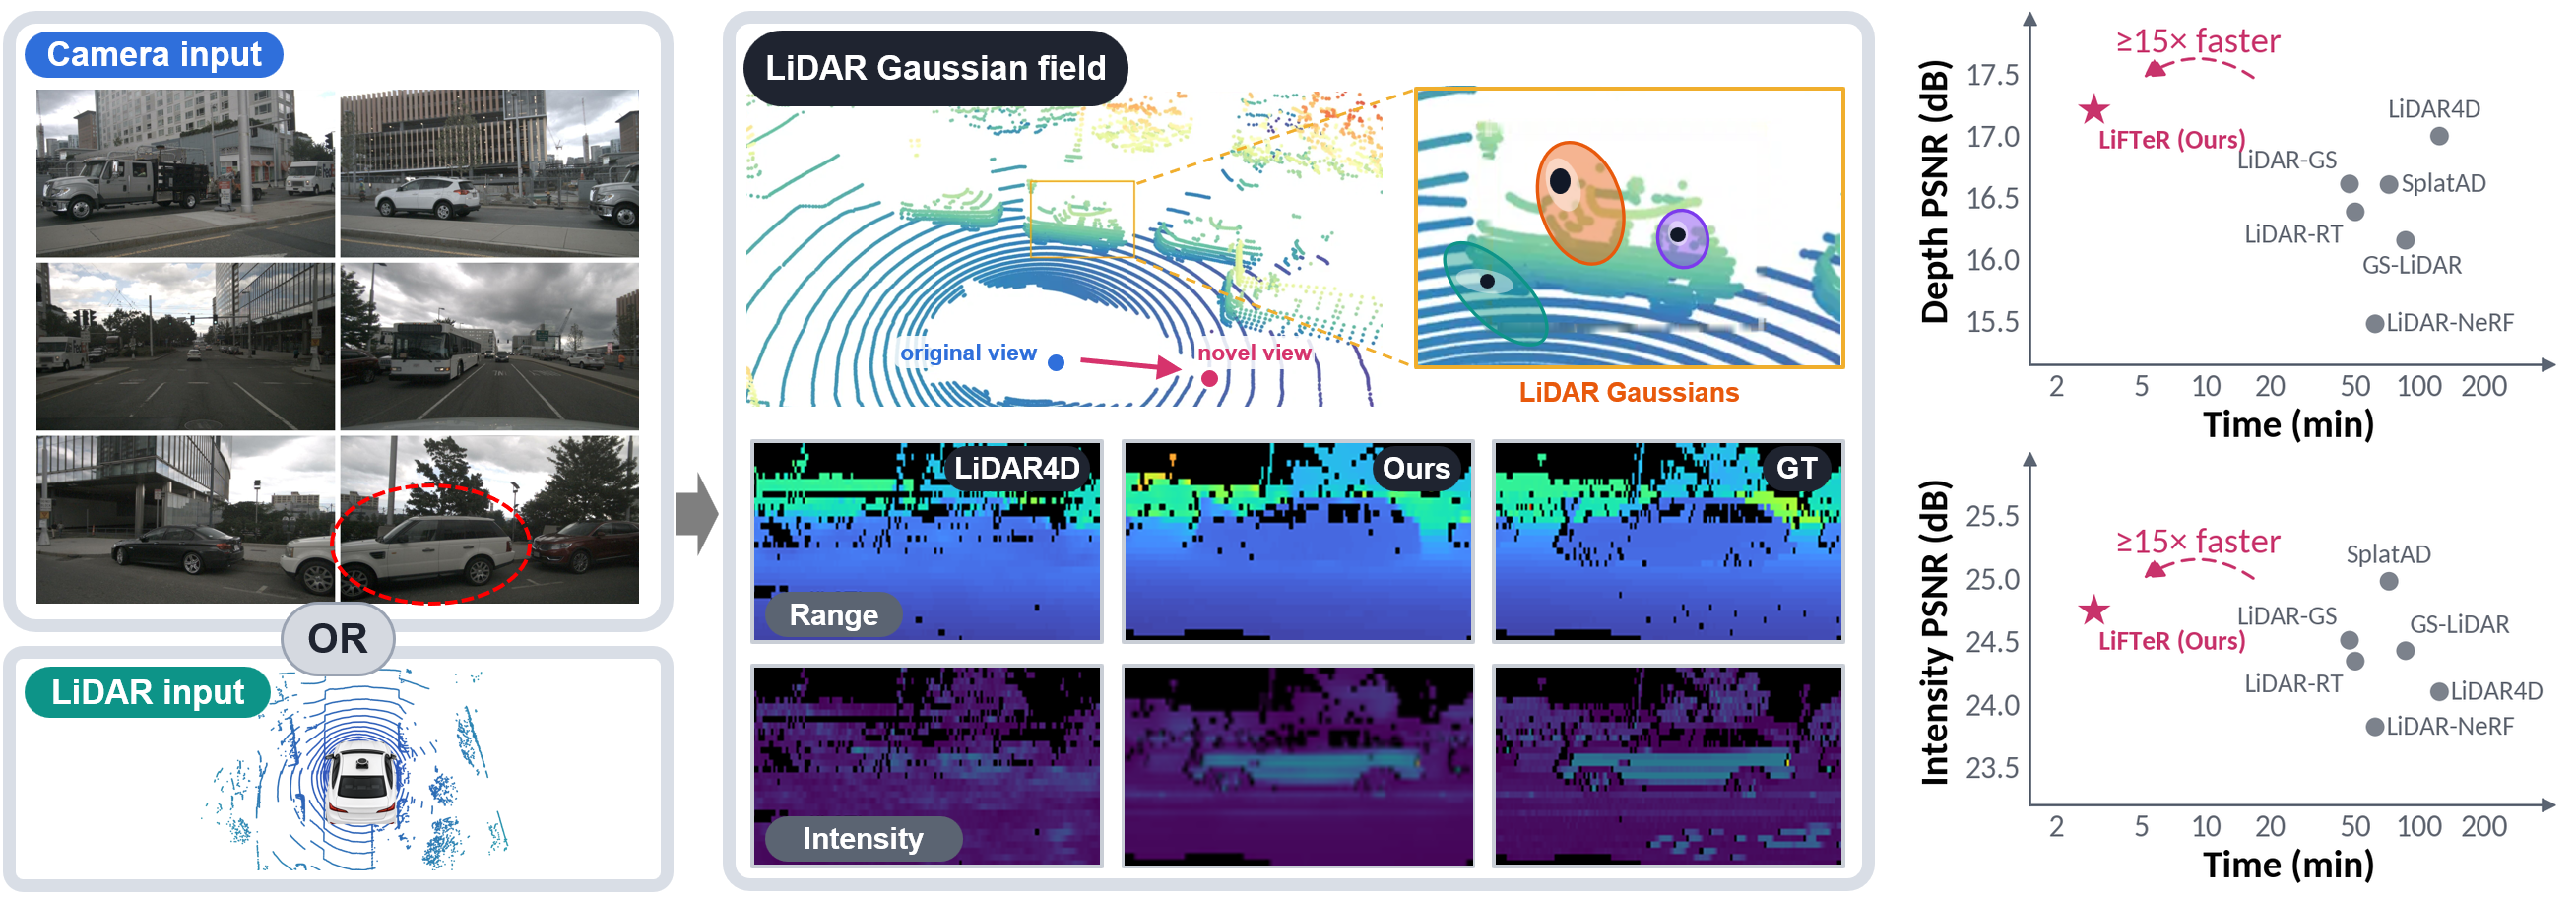 Camera input
OR
LiDAR input
LiDAR Gaussian field
original view
novel view
LiDAR Gaussians
LiDAR4D
Ours
GT
Range
Intensity
≥15× faster
Depth PSNR (dB)
17.5
17.0
16.5
16.0
15.5
LiFTeR (Ours)
LiDAR4D
LiDAR-GS
SplatAD
LiDAR-RT
GS-LiDAR
LiDAR-NeRF
2 5 10 20 50 100 200
Time (min)
≥15× faster
Intensity PSNR (dB)
25.5
25.0
24.5
24.0
23.5
SplatAD
LiFTeR (Ours)
LiDAR-GS
GS-LiDAR
LiDAR-RT
LiDAR4D
LiDAR-NeRF
2 5 10 20 50 100 200
Time (min)